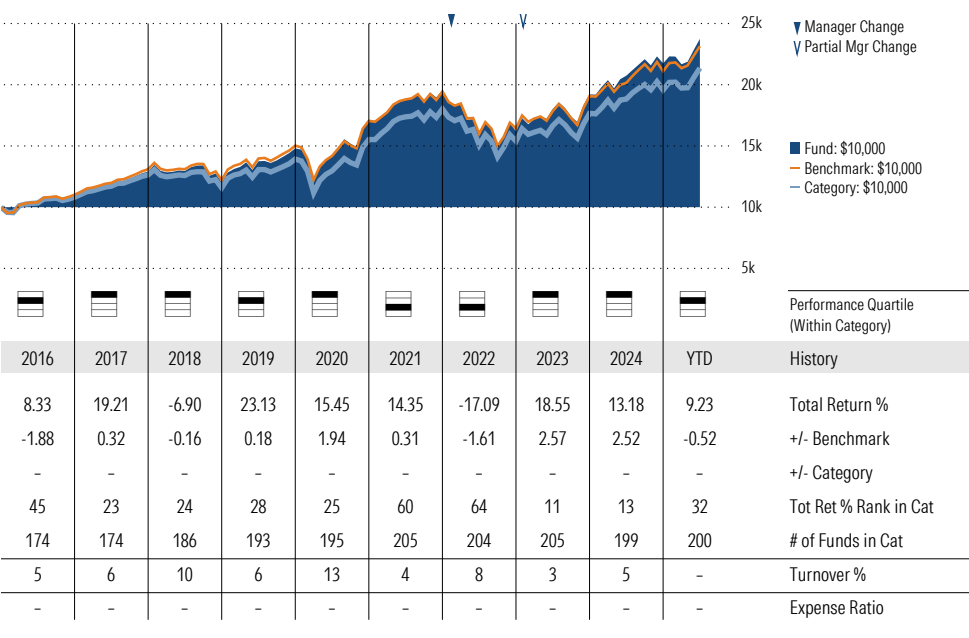 25k
Manager Change
Partial Mgr Change
20k
15k
Fund: $10,000
Benchmark: $10,000
Category: $10,000
10k
5k
Performance Quartile
(Within Category)
2016 2017 2018 2019 2020 2021 2022 2023 2024 YTD History
8.33 19.21 -6.90 23.13 15.45 14.35 -17.09 18.55 13.18 9.23 Total Return %
-1.88 0.32 -0.16 0.18 1.94 0.31 -1.61 2.57 2.52 -0.52 +/- Benchmark
– – – – – – – – – – +/- Category
45 23 24 28 25 60 64 11 13 32 Tot Ret % Rank in Cat
174 174 186 193 195 205 204 205 199 200 # of Funds in Cat
5 6 10 6 13 4 8 3 5 – Turnover %
– – – – – – – – – – Expense Ratio